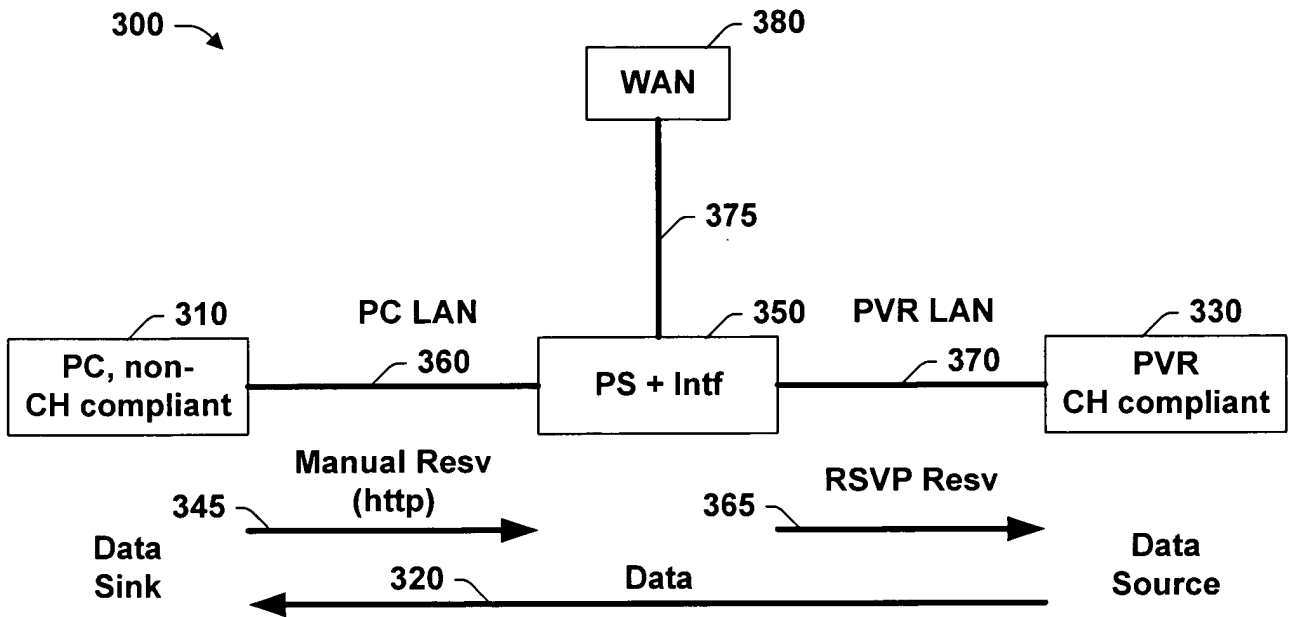 300
380
WAN
375
310
PC LAN
350
PVR LAN
330
PC, non-
CH compliant
360
PS + Intf
370
PVR
CH compliant
Manual Resv
(http)
RSVP Resv
345
365
Data
Sink
320
Data
Data
Source